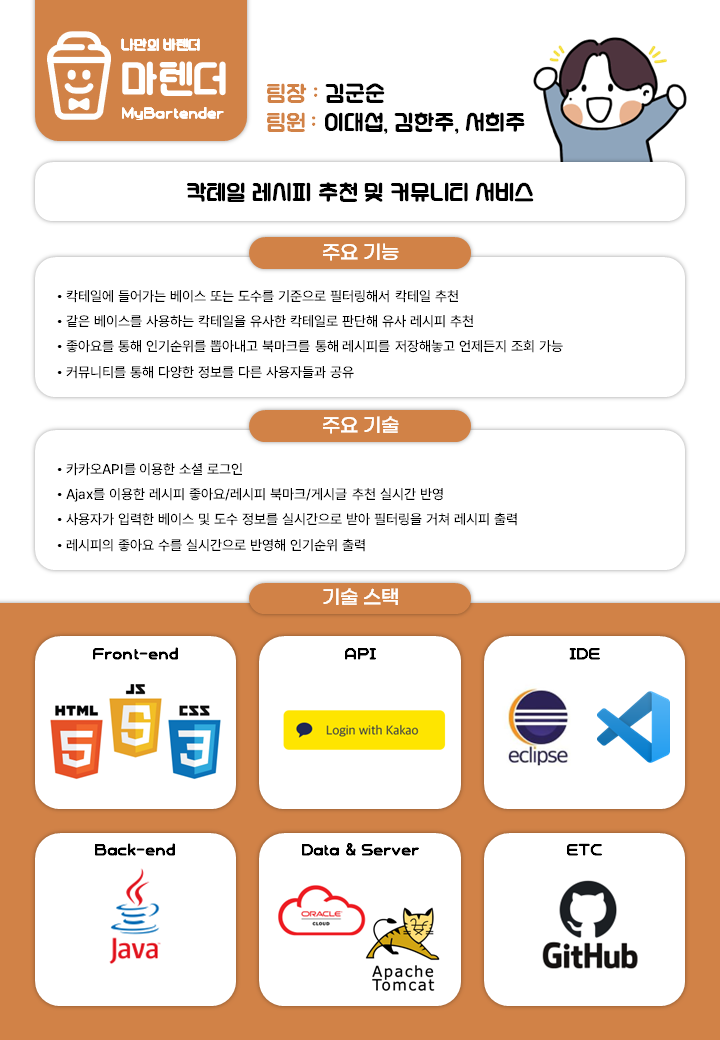 나만의 바텐더
마텐더
MyBartender
팀장 : 김군순
팀원 : 이대섭, 김한주, 서희주
칵테일 레시피 추천 및 커뮤니티 서비스
주요 기능
• 칵테일에 들어가는 베이스 또는 도수를 기준으로 필터링해서 칵테일 추천
• 같은 베이스를 사용하는 칵테일을 유사한 칵테일로 판단해 유사 레시피 추천
• 좋아요를 통해 인기순위를 뽑아내고 북마크를 통해 레시피를 저장해놓고 언제든지 조회 가능
• 커뮤니티를 통해 다양한 정보를 다른 사용자들과 공유
주요 기술
• 카카오API를 이용한 소셜 로그인
• Ajax를 이용한 레시피 좋아요/레시피 북마크/게시글 추천 실시간 반영
• 사용자가 입력한 베이스 및 도수 정보를 실시간으로 받아 필터링을 거쳐 레시피 출력
• 레시피의 좋아요 수를 실시간으로 반영해 인기순위 출력
기술 스택
Front-end
HTML
5
JS
5
CSS
3
API
Login with Kakao
IDE
eclipse
Back-end
Java
Data & Server
ORACLE
CLOUD
Apache
Tomcat
ETC
GitHub